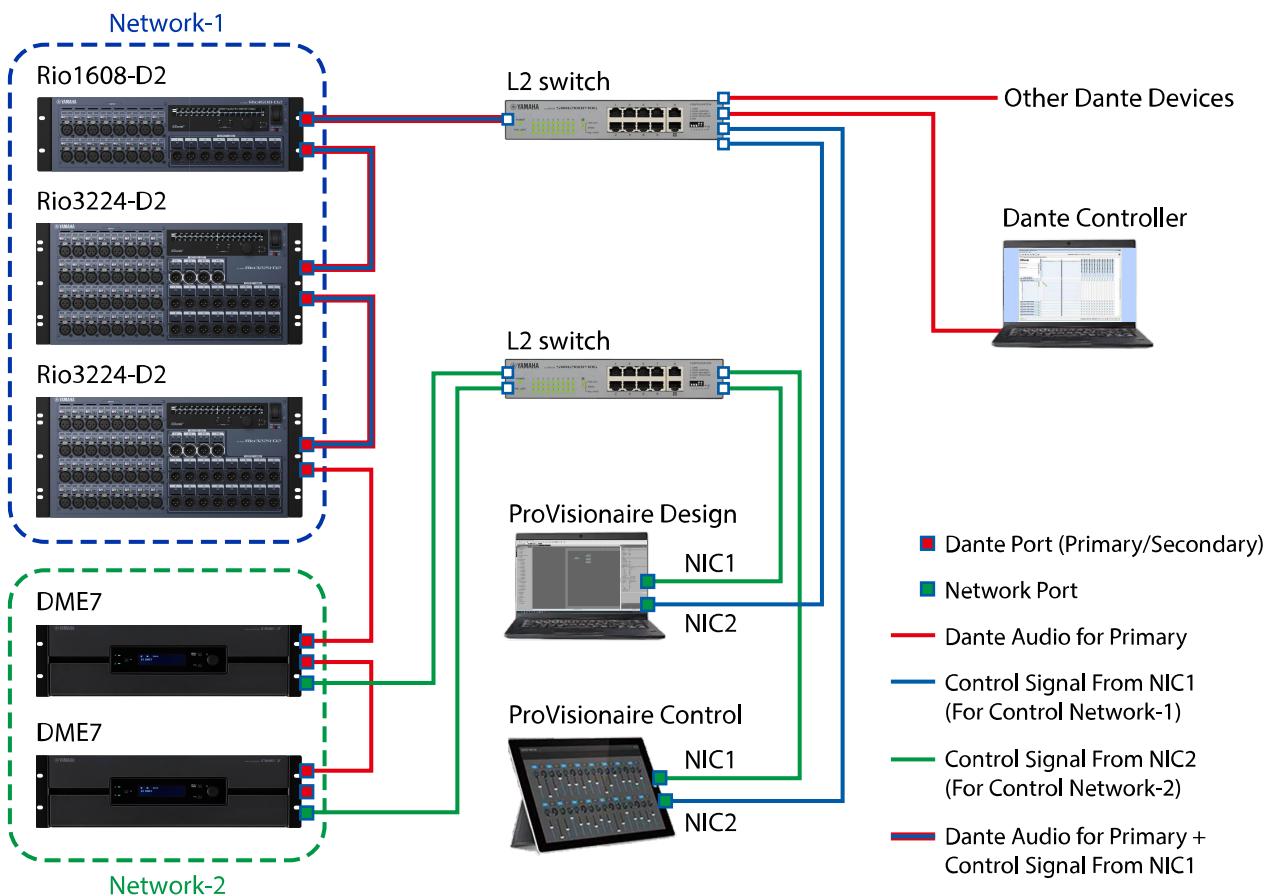 Network-1
Rio1608-D2
L2 switch
YAMAHA
Other Dante Devices
Rio3224-D2
Dante Controller
L2 switch
YAMAHA
Rio3224-D2
ProVisionaire Design
NIC1
NIC2
Dante Port (Primary/Secondary)
Network Port
DME7
Dante Audio for Primary
Control Signal From NIC1
(For Control Network-1)
ProVisionaire Control
DME7
NIC1
NIC2
Control Signal From NIC2
(For Control Network-2)
Dante Audio for Primary +
Control Signal From NIC1
Network-2